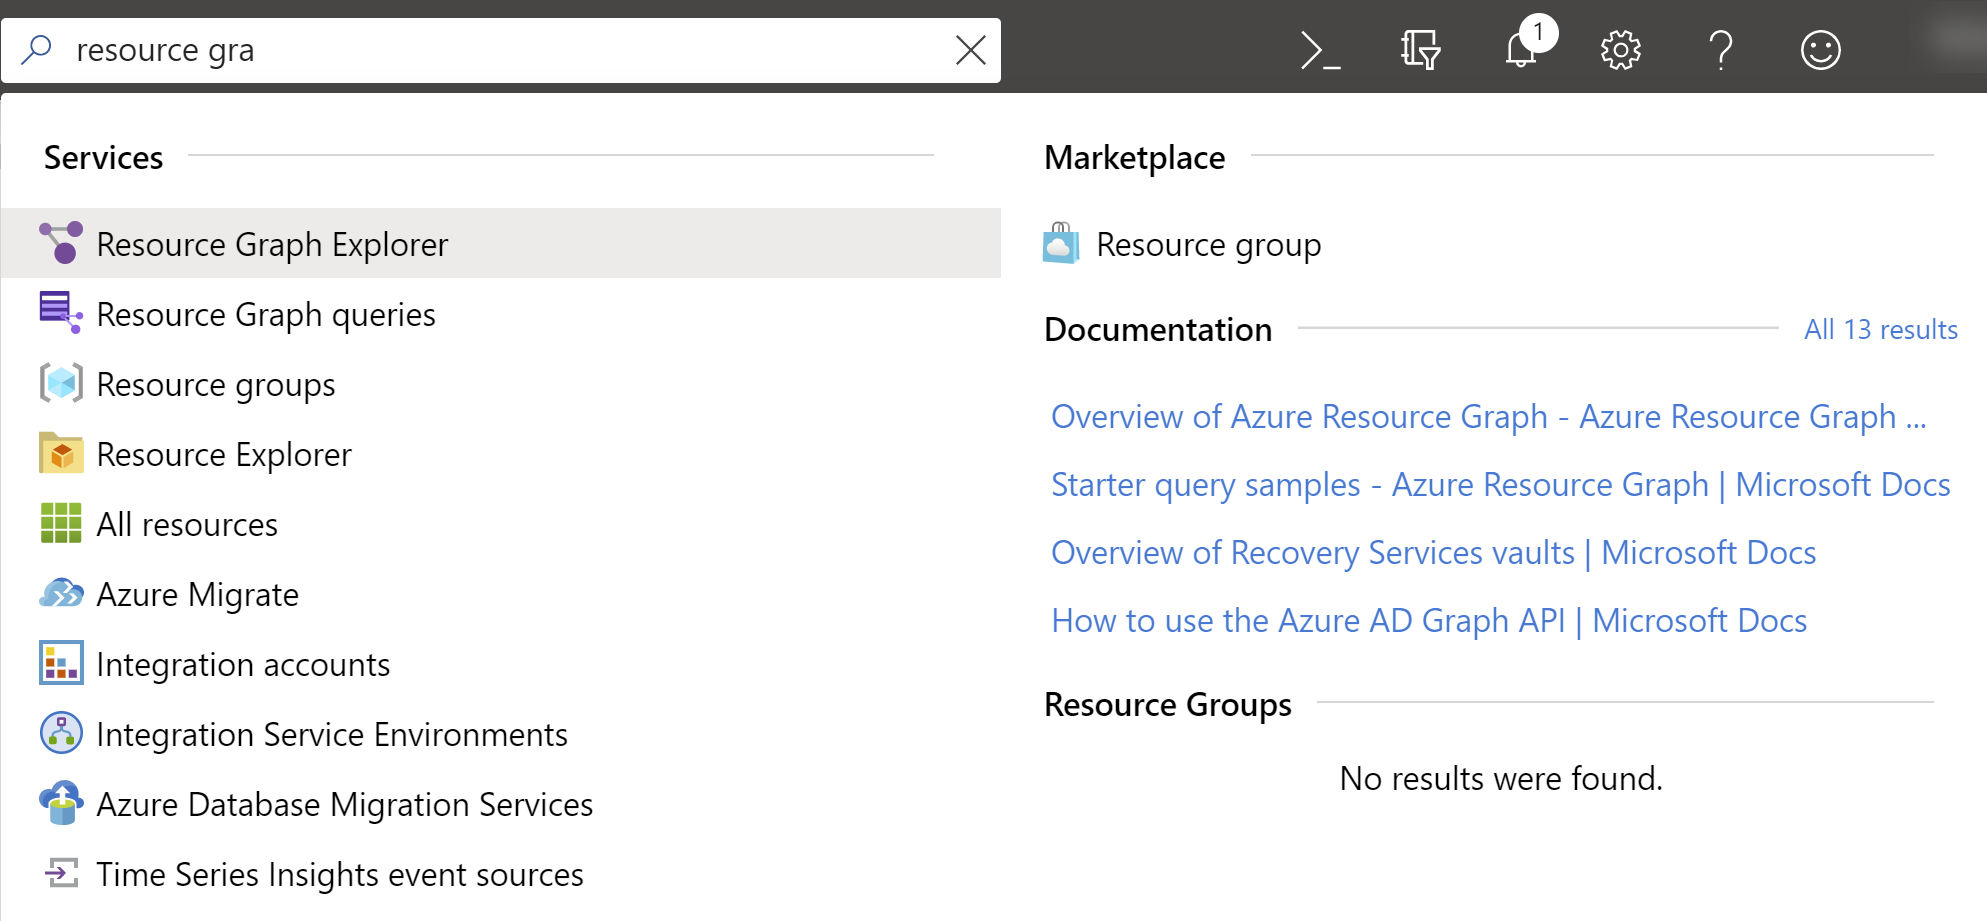 resource gra
1
Services
Resource Graph Explorer
Resource Graph queries
Resource groups
Resource Explorer
All resources
Azure Migrate
Integration accounts
Integration Service Environments
Azure Database Migration Services
Time Series Insights event sources
Marketplace
Resource group
Documentation All 13 results
Overview of Azure Resource Graph - Azure Resource Graph ...
Starter query samples - Azure Resource Graph | Microsoft Docs
Overview of Recovery Services vaults | Microsoft Docs
How to use the Azure AD Graph API | Microsoft Docs
Resource Groups
No results were found.